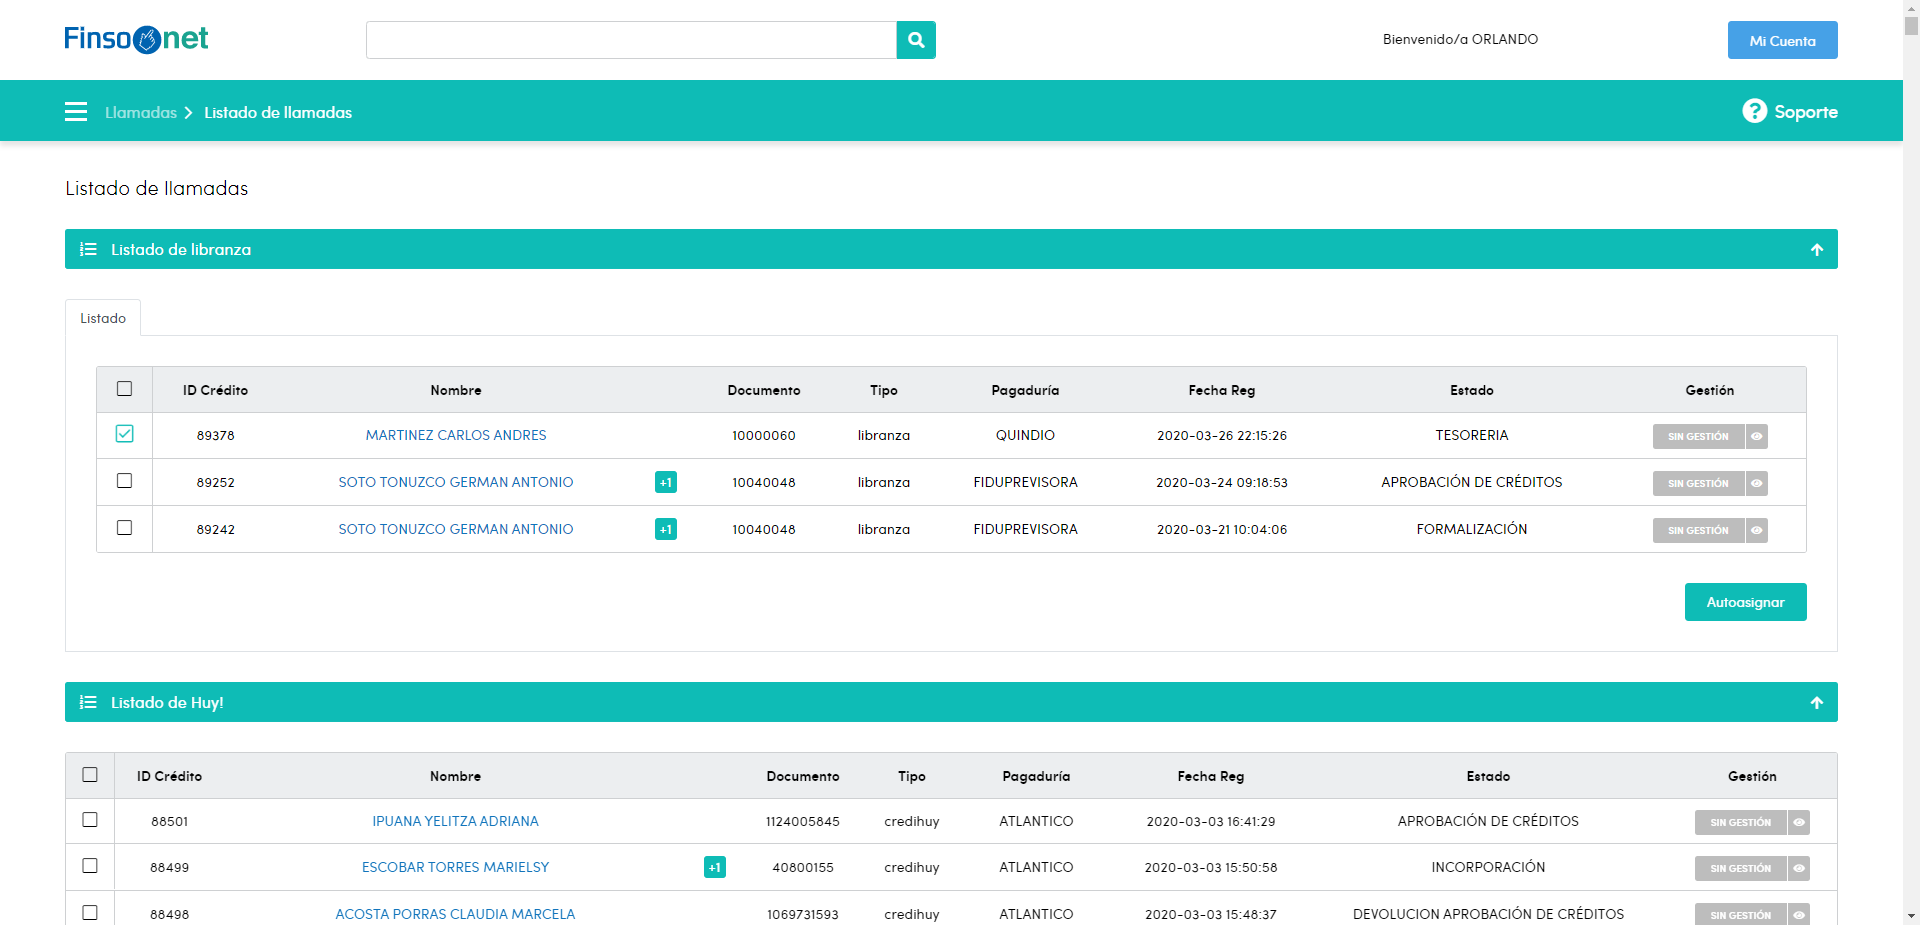 Finsonet
Bienvenido/a ORLANDO
Mi Cuenta
Llamadas > Listado de llamadas
? Soporte
Listado de llamadas
Listado de libranza
Listado
ID Crédito Nombre Documento Tipo Pagaduría Fecha Reg Estado Gestión
89378 MARTINEZ CARLOS ANDRES 10000060 libranza QUINDIO 2020-03-26 22:15:26 TESORERIA SIN GESTIÓN
89252 SOTO TONUZCO GERMAN ANTONIO +1 10040048 libranza FIDUPREVISORA 2020-03-24 09:18:53 APROBACIÓN DE CRÉDITOS SIN GESTIÓN
89242 SOTO TONUZCO GERMAN ANTONIO +1 10040048 libranza FIDUPREVISORA 2020-03-21 10:04:06 FORMALIZACIÓN SIN GESTIÓN
Autoasignar
Listado de Huy!
ID Crédito Nombre Documento Tipo Pagaduría Fecha Reg Estado Gestión
88501 IPUANA YELITZA ADRIANA 1124005845 credihuy ATLANTICO 2020-03-03 16:41:29 APROBACIÓN DE CRÉDITOS SIN GESTIÓN
88499 ESCOBAR TORRES MARIELSY +1 40800155 credihuy ATLANTICO 2020-03-03 15:50:58 INCORPORACIÓN SIN GESTIÓN
88498 ACOSTA PORRAS CLAUDIA MARCELA 1069731593 credihuy ATLANTICO 2020-03-03 15:48:37 DEVOLUCION APROBACIÓN DE CRÉDITOS SIN GESTIÓN